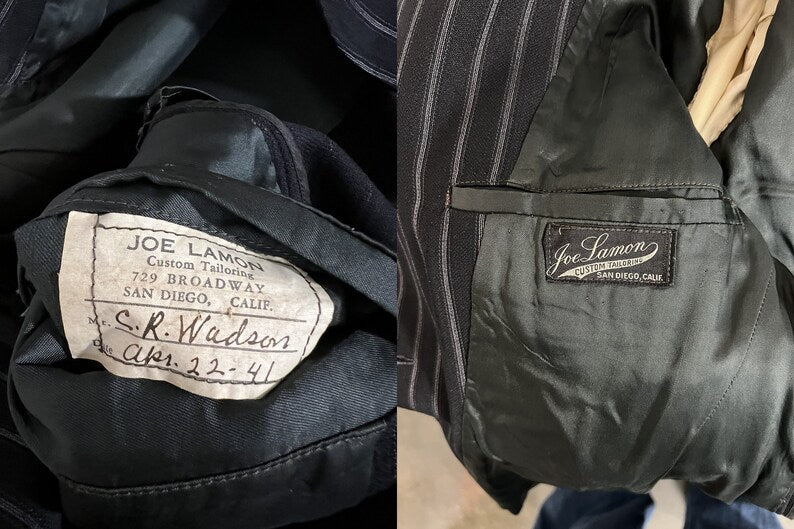 JOE LAMON
Custom Tailoring
729 BROADWAY
SAN DIEGO, CALIF.
Mr. C.R. Wadson
Date Apr. 22-41
Joe Lamon
CUSTOM TAILORING
SAN DIEGO, CALIF.